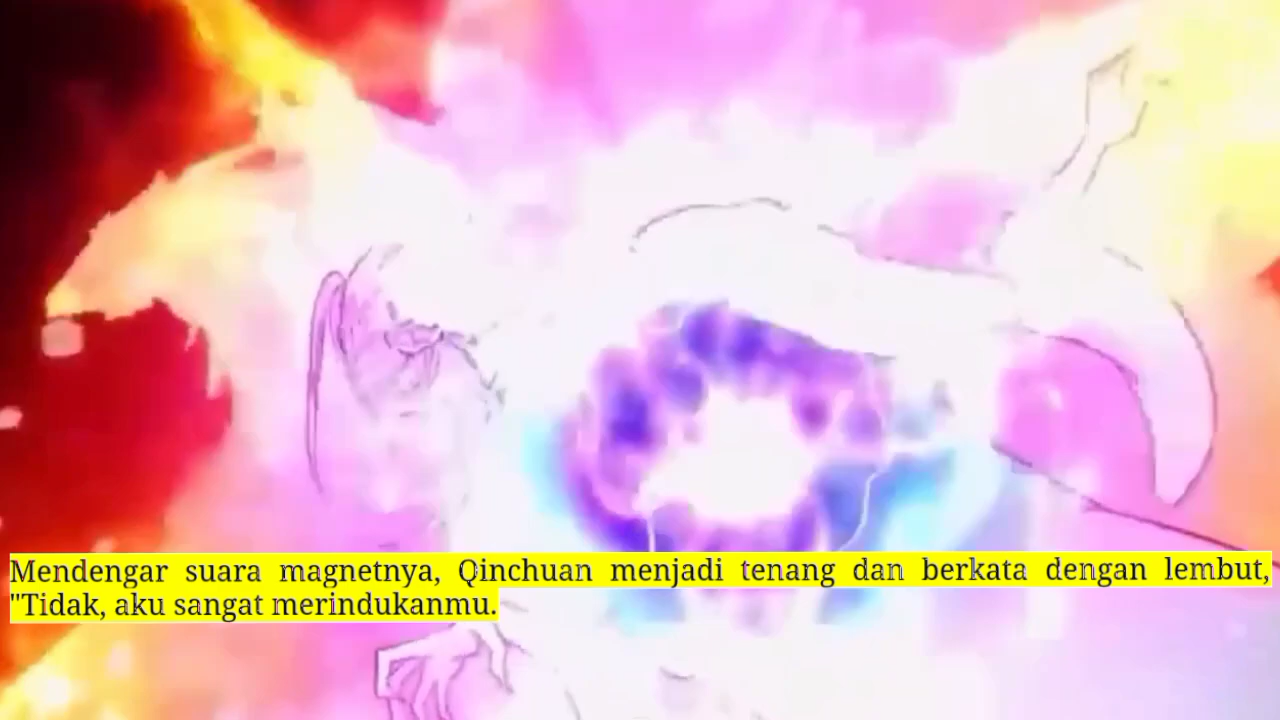 Mendengar suara magnetnya, Qinchuan menjadi tenang dan berkata dengan lembut,
"Tidak, aku sangat merindukanmu.